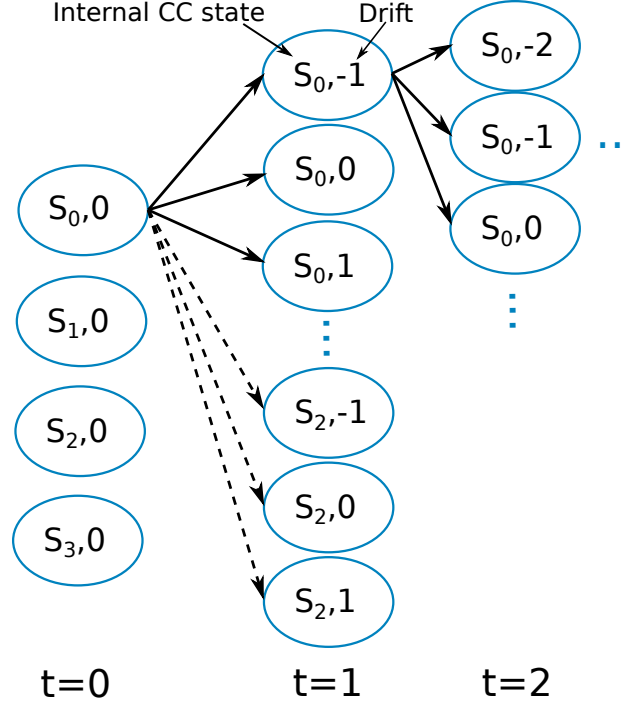 Internal CC state
Drift
S₀,0
S₁,0
S₂,0
S₃,0
t=0
S₀,-1
S₀,0
S₀,1
S₂,-1
S₂,0
S₂,1
t=1
S₀,-2
S₀,-1
S₀,0
t=2